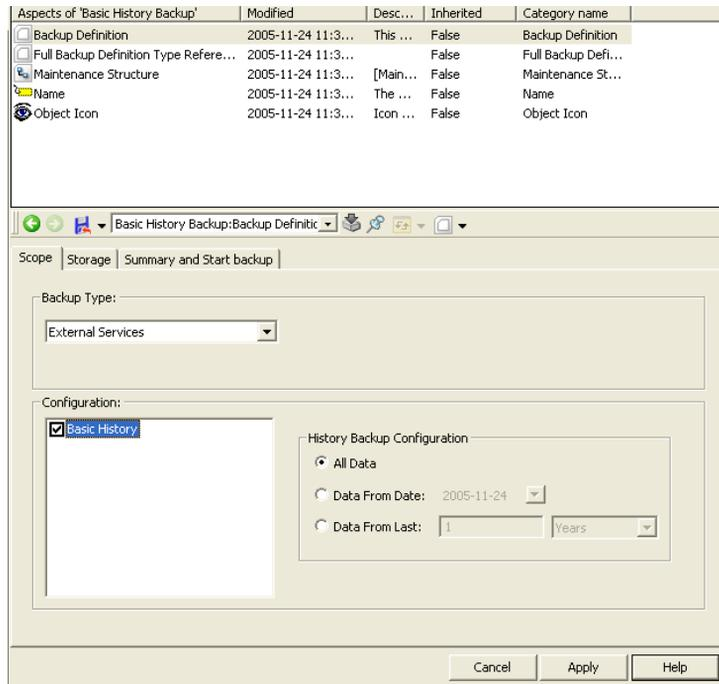 Aspects of 'Basic History Backup' Modified Desc... Inherited Category name
Backup Definition 2005-11-24 11:3... This ... False Backup Definition
Full Backup Definition Type Refere... 2005-11-24 11:3... False Full Backup Defi...
Maintenance Structure 2005-11-24 11:3... [Main... False Maintenance St...
Name 2005-11-24 11:3... The ... False Name
Object Icon 2005-11-24 11:3... Icon ... False Object Icon
Basic History Backup:Backup Definitic
Scope Storage Summary and Start backup
Backup Type:
External Services
Configuration:
Basic History
History Backup Configuration
All Data
Data From Date: 2005-11-24
Data From Last: 1 Years
Cancel Apply Help